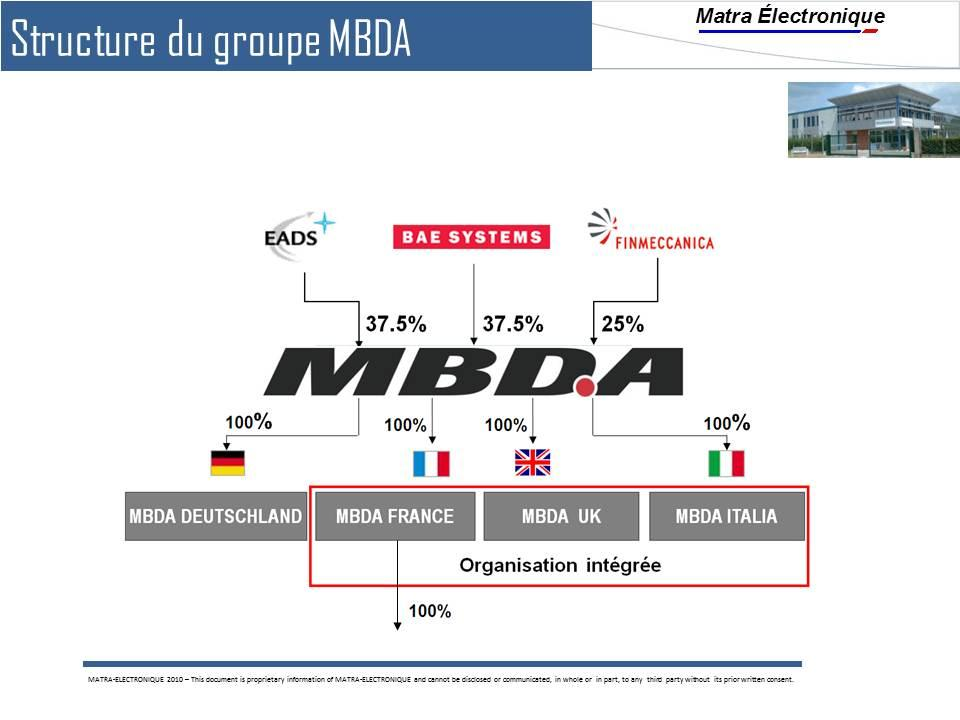 Structure du groupe MBDA
Matra Électronique
EADS
BAE SYSTEMS
FINMECCANICA
37.5%
37.5%
25%
MBDA
100%
100%
100%
100%
MBDA DEUTSCHLAND
MBDA FRANCE
MBDA UK
MBDA ITALIA
Organisation intégrée
100%
MATRA-ELECTRONIQUE 2010 – This document is proprietary information of MATRA-ELECTRONIQUE and cannot be disclosed or communicated, in whole or in part, to any third party without its prior written consent.